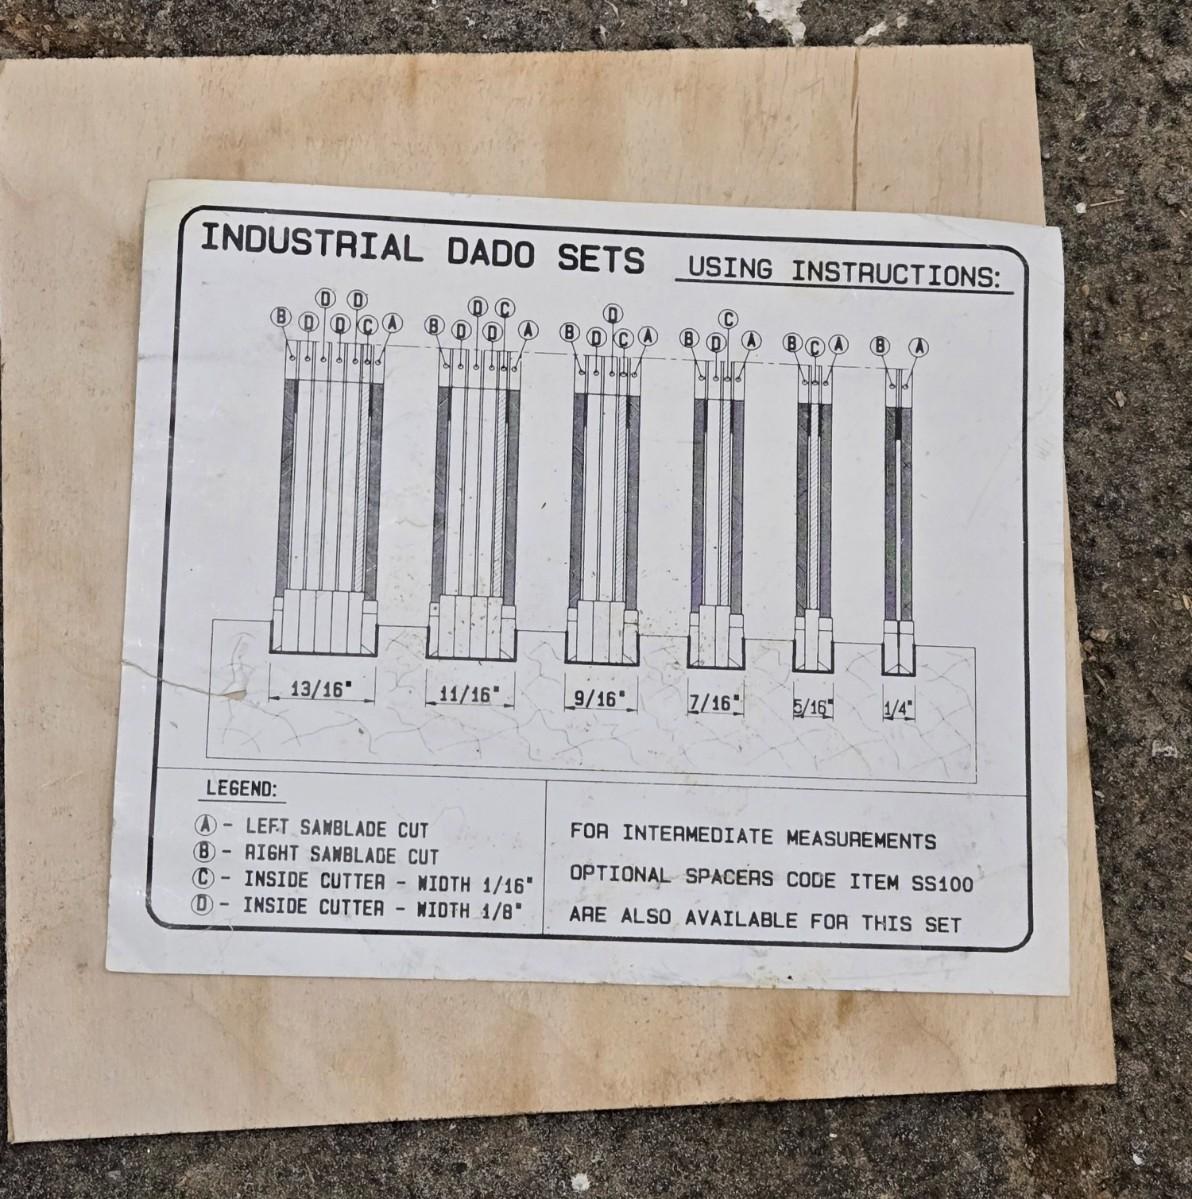 INDUSTRIAL DADO SETS USING INSTRUCTIONS:
D D D C D C
B D D C A B D D A B D C A B D A B C A B A
13/16" 11/16" 9/16" 7/16" 5/16" 1/4"
LEGEND:
A - LEFT SAWBLADE CUT
B - RIGHT SAWBLADE CUT
C - INSIDE CUTTER - WIDTH 1/16"
D - INSIDE CUTTER - WIDTH 1/8"
FOR INTERMEDIATE MEASUREMENTS
OPTIONAL SPACERS CODE ITEM SS100
ARE ALSO AVAILABLE FOR THIS SET